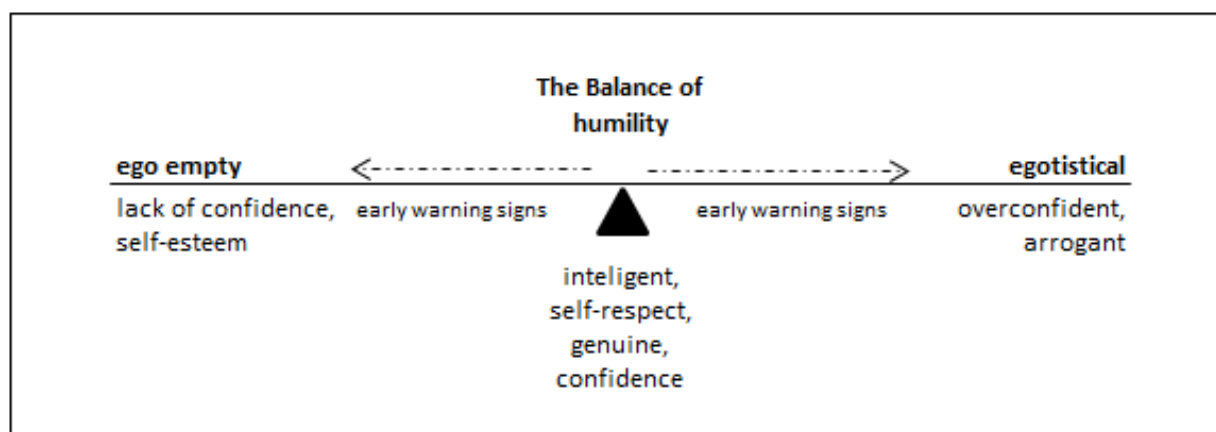 The Balance of
humility
ego empty
egotistical
lack of confidence,
self-esteem
early warning signs
early warning signs
overconfident,
arrogant
inteligent,
self-respect,
genuine,
confidence